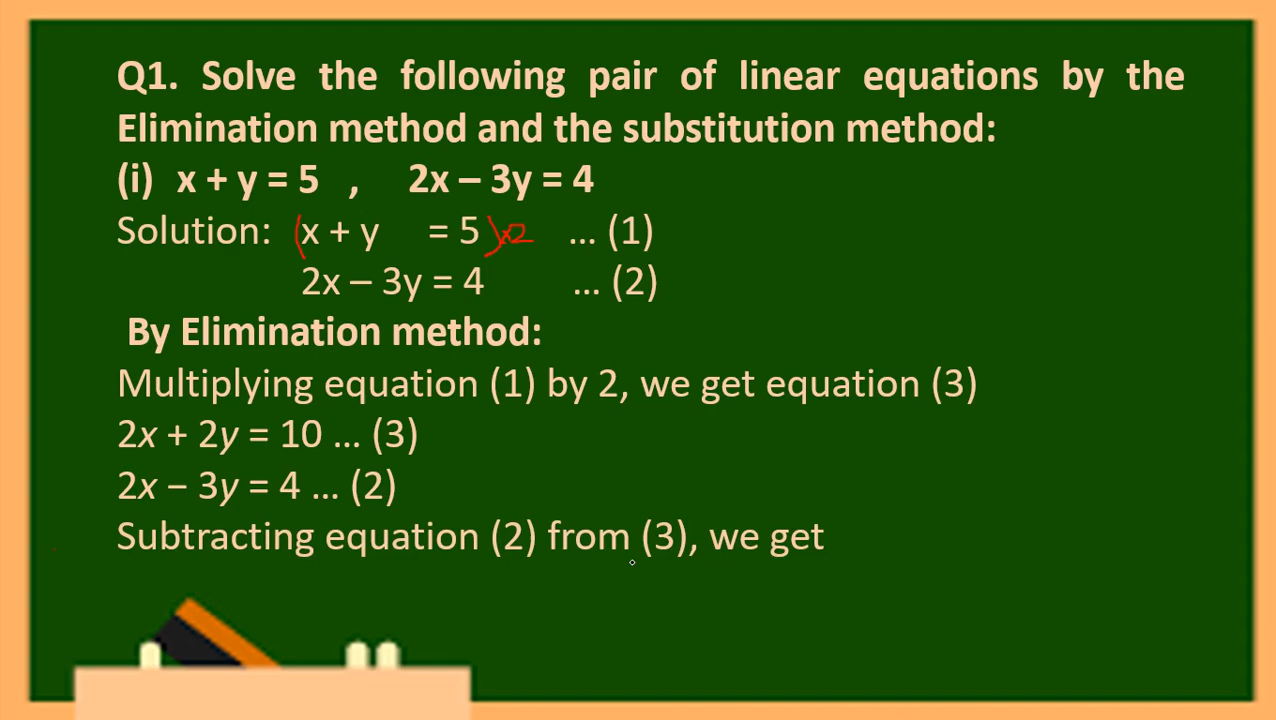 Q1. Solve the following pair of linear equations by the
Elimination method and the substitution method:
(i) x + y = 5 , 2x – 3y = 4
Solution: (x + y = 5)x2 ... (1)
2x – 3y = 4 ... (2)
By Elimination method:
Multiplying equation (1) by 2, we get equation (3)
2x + 2y = 10 ... (3)
2x − 3y = 4 ... (2)
Subtracting equation (2) from (3), we get